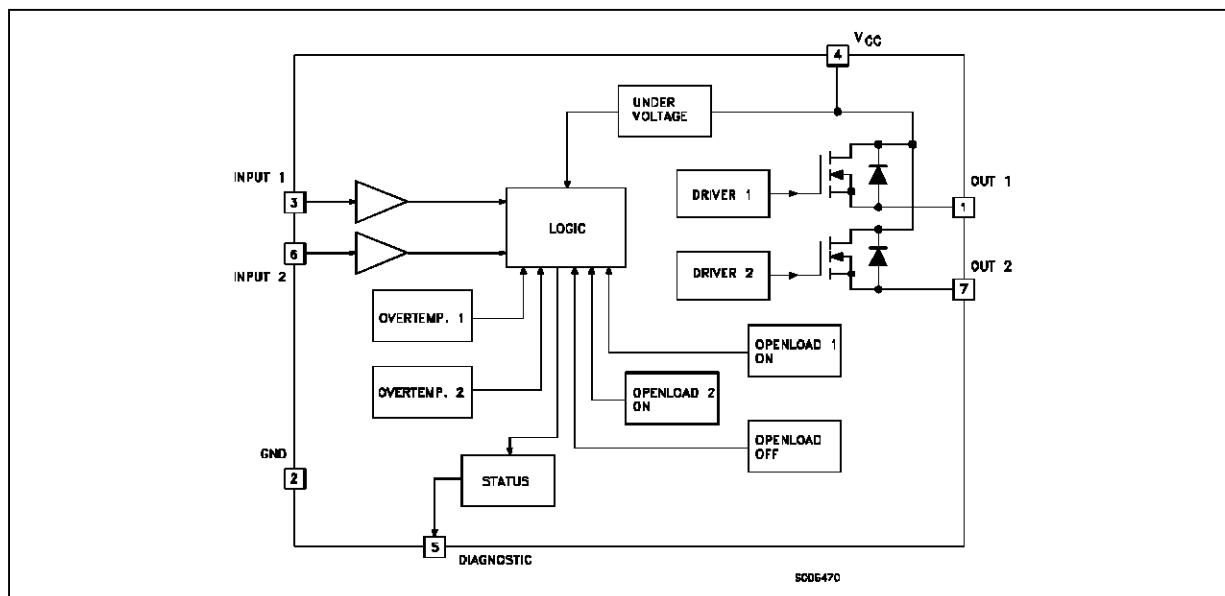 VCC
4
UNDER
VOLTAGE
INPUT 1
3
DRIVER 1
OUT 1
1
LOGIC
6
INPUT 2
DRIVER 2
OUT 2
7
OVERTEMP. 1
OPENLOAD 1
ON
OVERTEMP. 2
OPENLOAD 2
ON
OPENLOAD
OFF
GND
2
STATUS
5
DIAGNOSTIC
SC06470